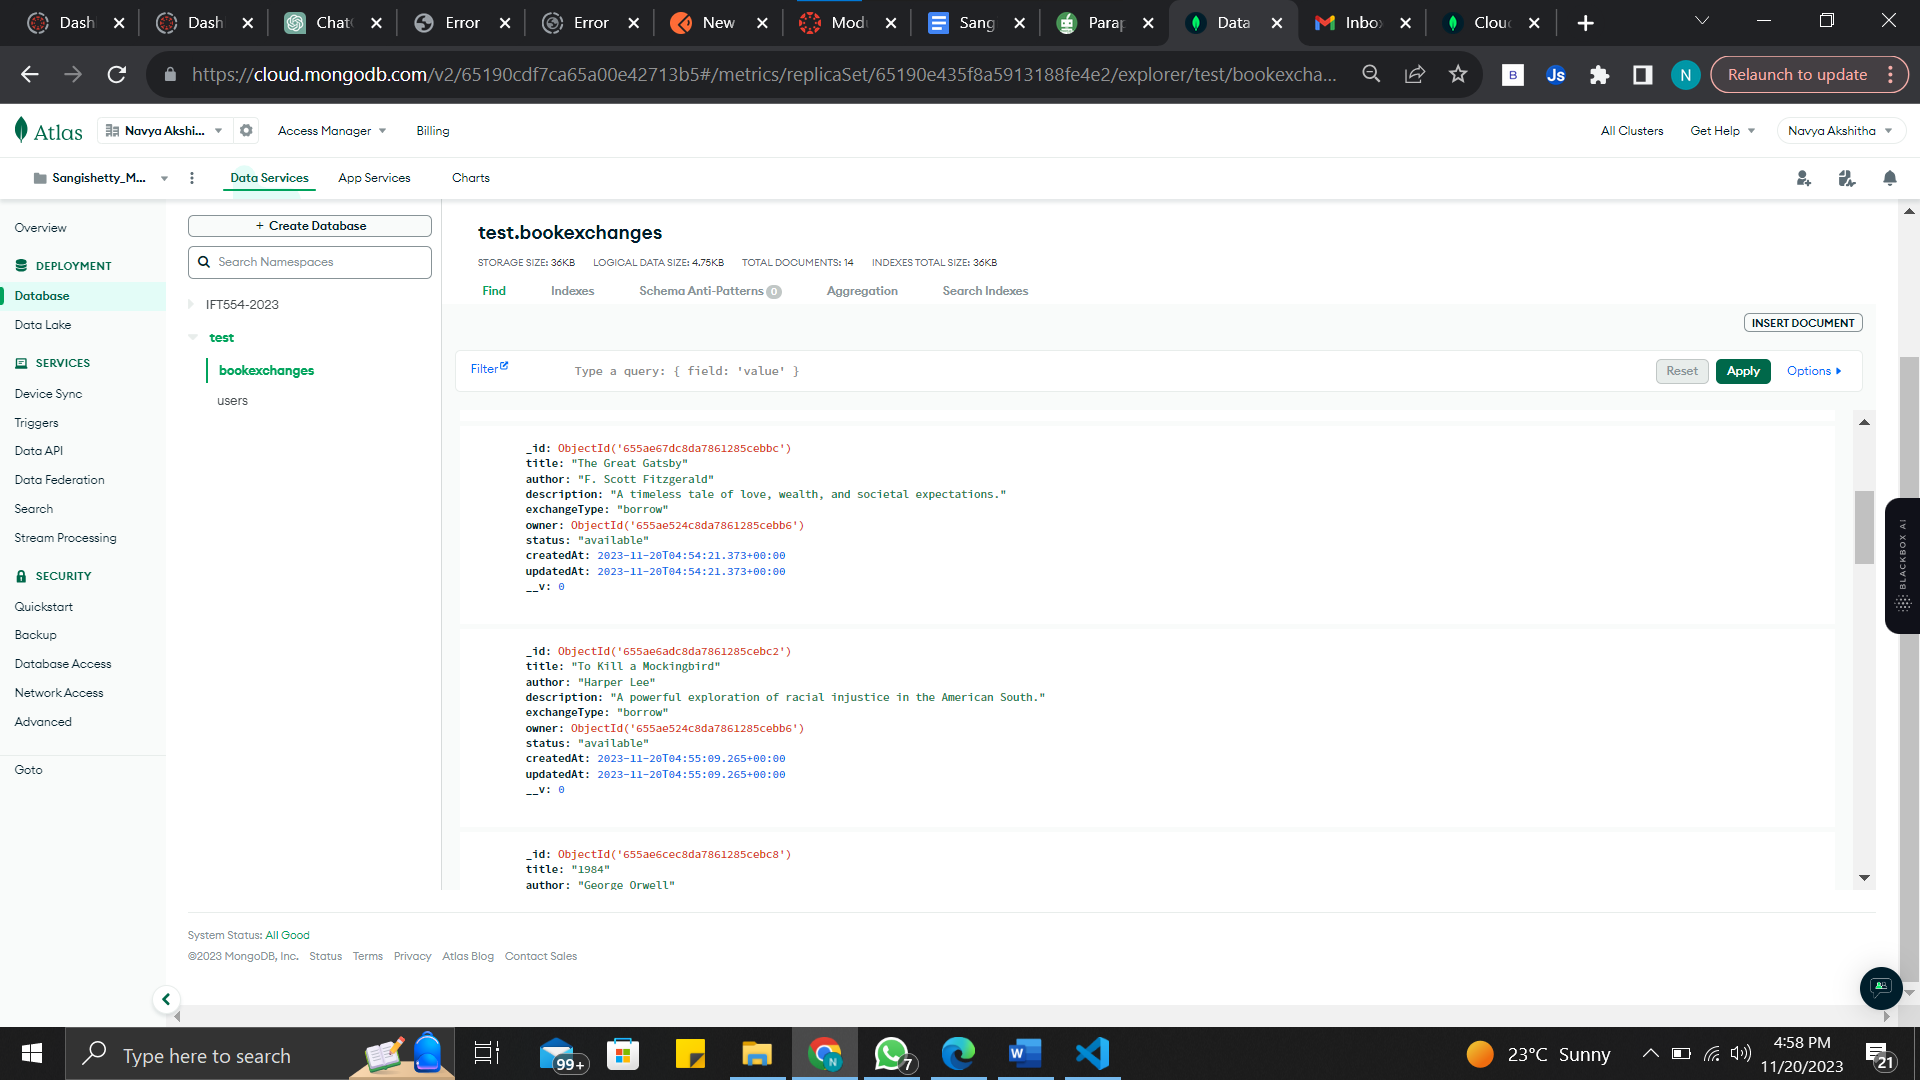 Dash
Dash
Chat
Error
Error
New
Mod
Sang
Parap
Data
Inbox
Clou
https://cloud.mongodb.com/v2/65190cdf7ca65a00e42713b5#/metrics/replicaSet/65190e435f8a5913188fe4e2/explorer/test/bookexcha...
B
Js
N
Relaunch to update
Atlas
Navya Akshi...
Access Manager
Billing
All Clusters
Get Help
Navya Akshitha
Sangishetty_M...
Data Services
App Services
Charts
Overview
DEPLOYMENT
Database
Data Lake
SERVICES
Device Sync
Triggers
Data API
Data Federation
Search
Stream Processing
SECURITY
Quickstart
Backup
Database Access
Network Access
Advanced
Goto
+ Create Database
Search Namespaces
IFT554-2023
test
bookexchanges
users
test.bookexchanges
STORAGE SIZE: 36KB LOGICAL DATA SIZE: 4.75KB TOTAL DOCUMENTS: 14 INDEXES TOTAL SIZE: 36KB
Find Indexes Schema Anti-Patterns 0 Aggregation Search Indexes
INSERT DOCUMENT
Filter
Type a query: { field: 'value' }
Reset
Apply
Options
_id: ObjectId('655ae67dc8da7861285cebbc')
title: "The Great Gatsby"
author: "F. Scott Fitzgerald"
description: "A timeless tale of love, wealth, and societal expectations."
exchangeType: "borrow"
owner: ObjectId('655ae524c8da7861285cebb6')
status: "available"
createdAt: 2023-11-20T04:54:21.373+00:00
updatedAt: 2023-11-20T04:54:21.373+00:00
__v: 0
_id: ObjectId('655ae6adc8da7861285cebc2')
title: "To Kill a Mockingbird"
author: "Harper Lee"
description: "A powerful exploration of racial injustice in the American South."
exchangeType: "borrow"
owner: ObjectId('655ae524c8da7861285cebb6')
status: "available"
createdAt: 2023-11-20T04:55:09.265+00:00
updatedAt: 2023-11-20T04:55:09.265+00:00
__v: 0
_id: ObjectId('655ae6cec8da7861285cebc8')
title: "1984"
author: "George Orwell"
BLACKBOX AI
System Status: All Good
©2023 MongoDB, Inc. Status Terms Privacy Atlas Blog Contact Sales
Type here to search
99+
N
7
W
23°C Sunny
4:58 PM
11/20/2023
21